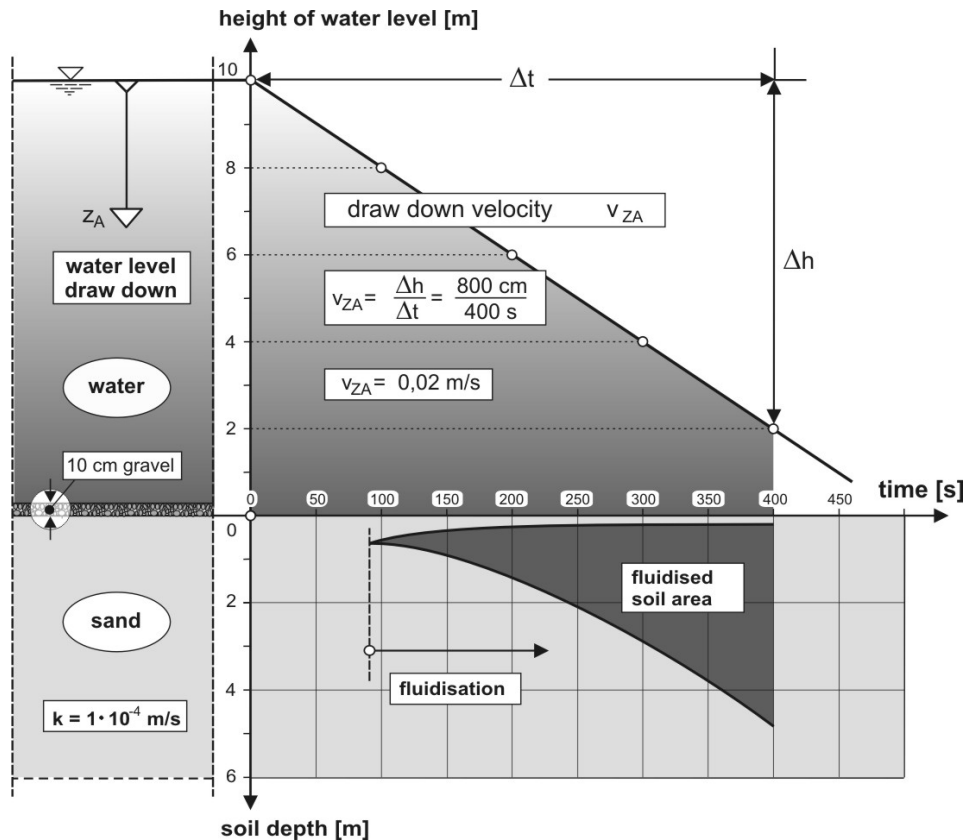 height of water level [m]
10
Δt
8
z_A
draw down velocity v_ZA
water level
draw down
6
Δh
v_ZA = Δh/Δt = 800 cm/400 s
4
water
v_ZA = 0,02 m/s
2
10 cm gravel
time [s]
0 50 100 150 200 250 300 350 400 450
0
fluidised
soil area
2
sand
fluidisation
4
k = 1·10⁻⁴ m/s
6
soil depth [m]